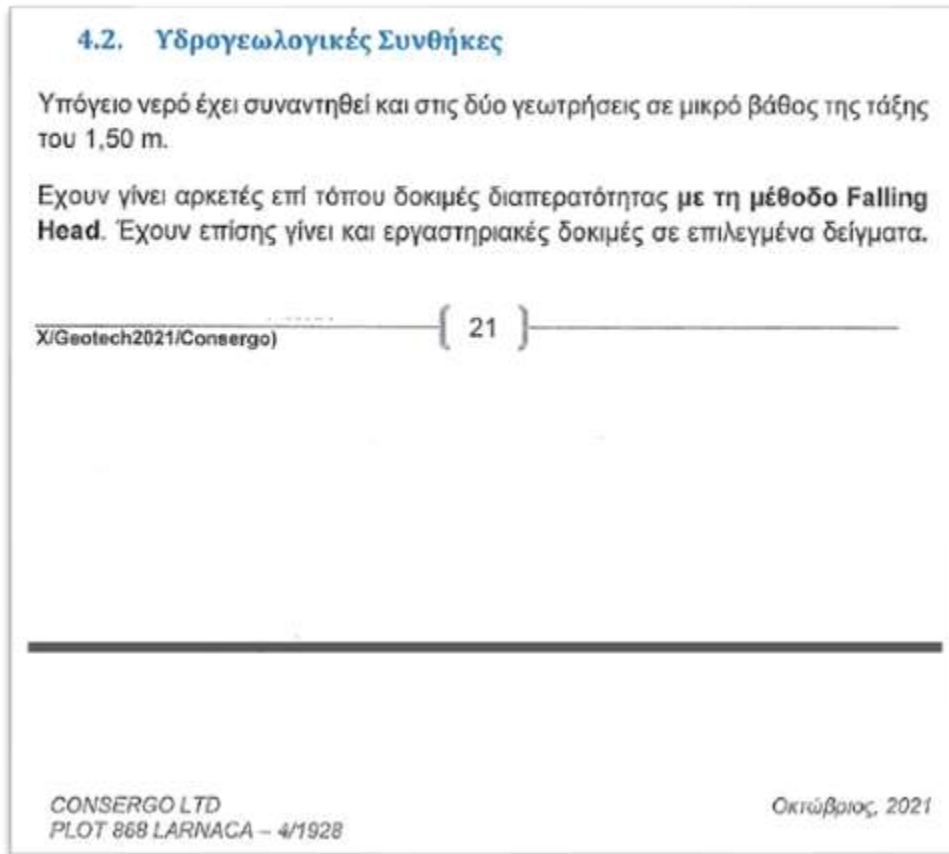 4.2. Υδρογεωλογικές Συνθήκες
Υπόγειο νερό έχει συναντηθεί και στις δύο γεωτρήσεις σε μικρό βάθος της τάξης
του 1,50 m.
Εχουν γίνει αρκετές επί τόπου δοκιμές διαπερατότητας με τη μέθοδο Falling
Head. Έχουν επίσης γίνει και εργαστηριακές δοκιμές σε επιλεγμένα δείγματα.
X/Geotech2021/Consergo)
21
CONSERGO LTD
Οκτώβριος, 2021
PLOT 868 LARNACA – 4/1928